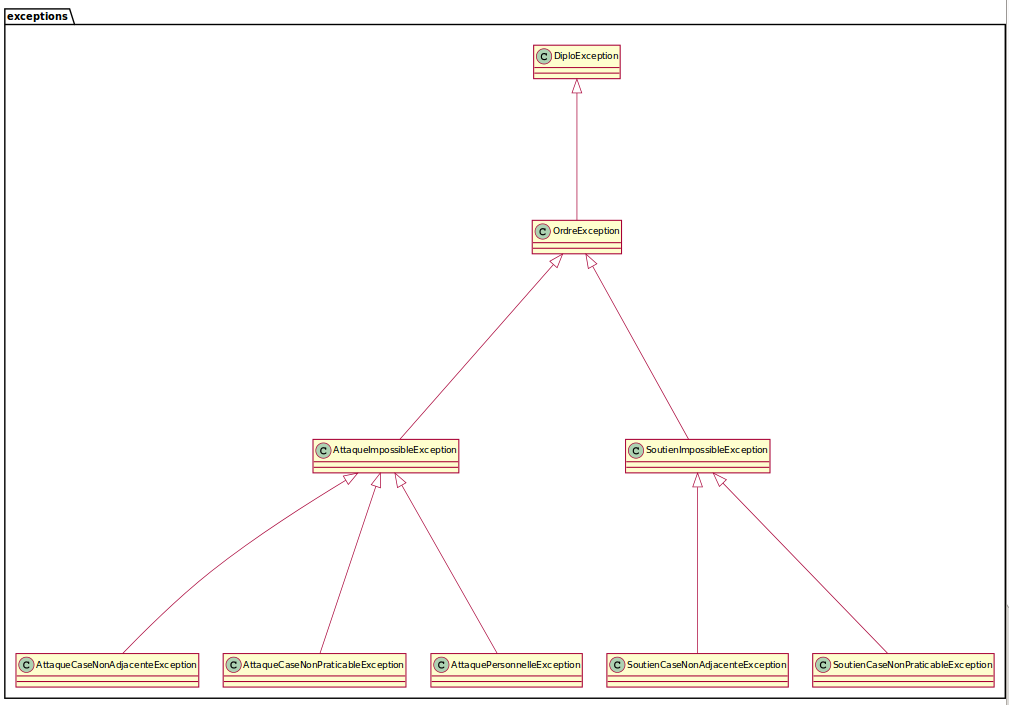 exceptions
C DiploException
C OrdreException
C AttaqueImpossibleException
C SoutienImpossibleException
C AttaqueCaseNonAdjacenteException
C AttaqueCaseNonPraticableException
C AttaquePersonnelleException
C SoutienCaseNonAdjacenteException
C SoutienCaseNonPraticableException